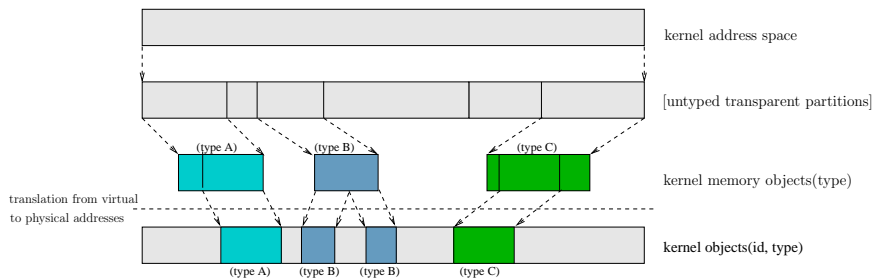 kernel address space
[untyped transparent partitions]
(type A)
(type B)
(type C)
kernel memory objects(type)
translation from virtual
to physical addresses
kernel objects(id, type)
(type A)
(type B)
(type B)
(type C)